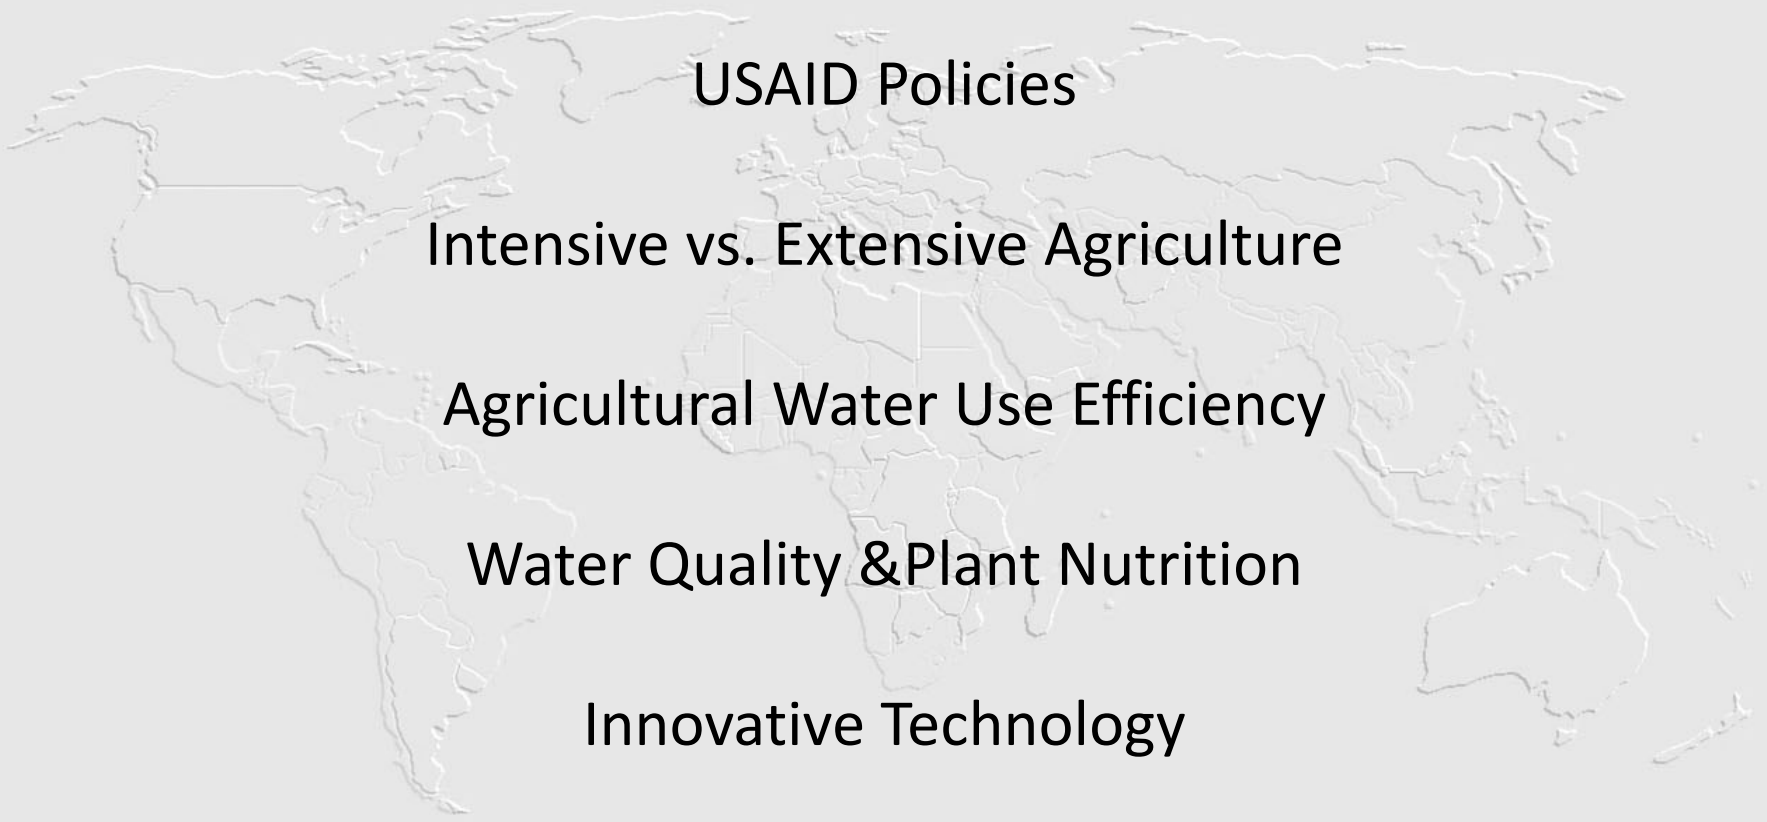 USAID Policies
Intensive vs. Extensive Agriculture
Agricultural Water Use Efficiency
Water Quality &Plant Nutrition
Innovative Technology